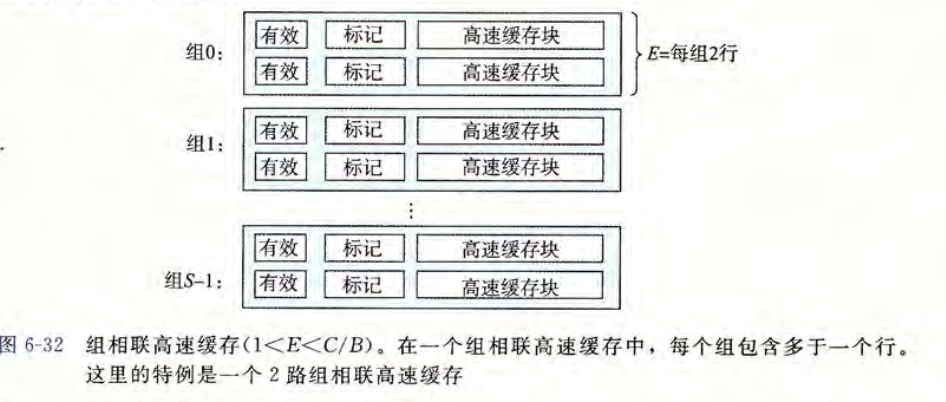 组0: 有效 标记 高速缓存块
有效 标记 高速缓存块
E=每组2行
组1: 有效 标记 高速缓存块
有效 标记 高速缓存块
⋮
组S-1: 有效 标记 高速缓存块
有效 标记 高速缓存块
图 6-32 组相联高速缓存(1<E<C/B)。在一个组相联高速缓存中，每个组包含多于一个行。
这里的特例是一个 2 路组相联高速缓存